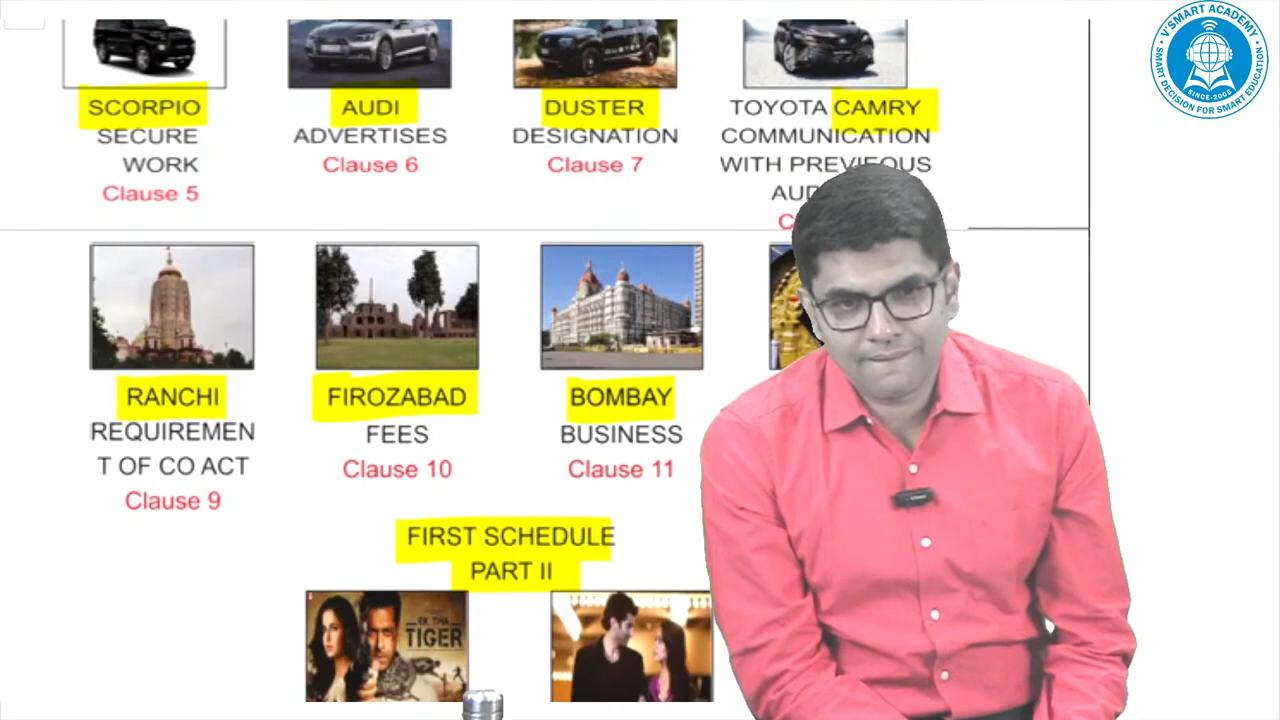 V'SMART ACADEMY
SMART DECISION FOR SMART EDUCATION
SINCE-2005
SCORPIO
SECURE
WORK
Clause 5
AUDI
ADVERTISES
Clause 6
DUSTER
DESIGNATION
Clause 7
TOYOTA CAMRY
COMMUNICATION
WITH PREVIEOUS
RANCHI
REQUIREMEN
T OF CO ACT
Clause 9
FIROZABAD
FEES
Clause 10
BOMBAY
BUSINESS
Clause 11
FIRST SCHEDULE
PART II
EK THA
TIGER